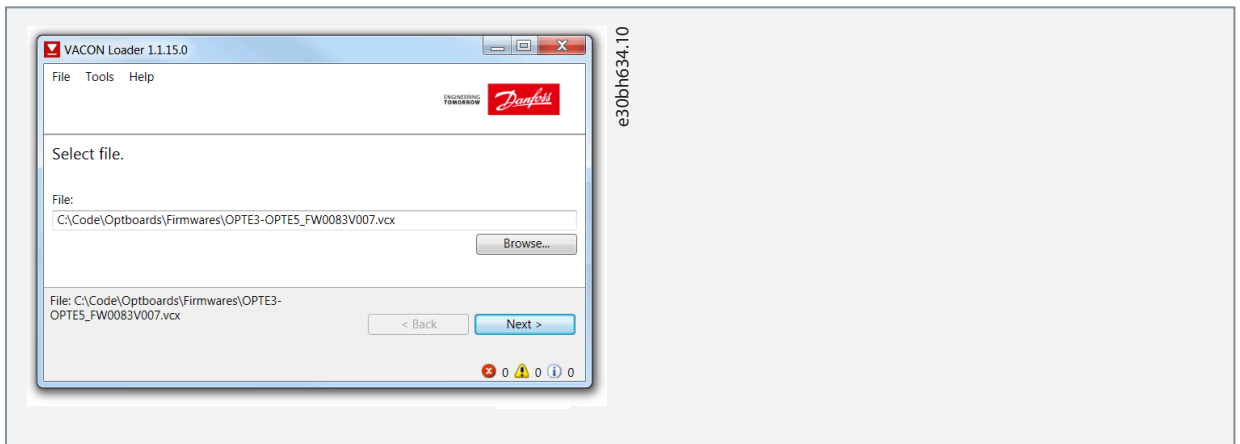 VACON Loader 1.1.15.0
File Tools Help
ENGINEERING
TOMORROW
Danfoss
Select file.
File:
C:\Code\Optboards\Firmwares\OPTE3-OPTE5_FW0083V007.vcx
Browse...
File: C:\Code\Optboards\Firmwares\OPTE3-
OPTE5_FW0083V007.vcx
< Back Next >
0 0 0
e30bh634.10